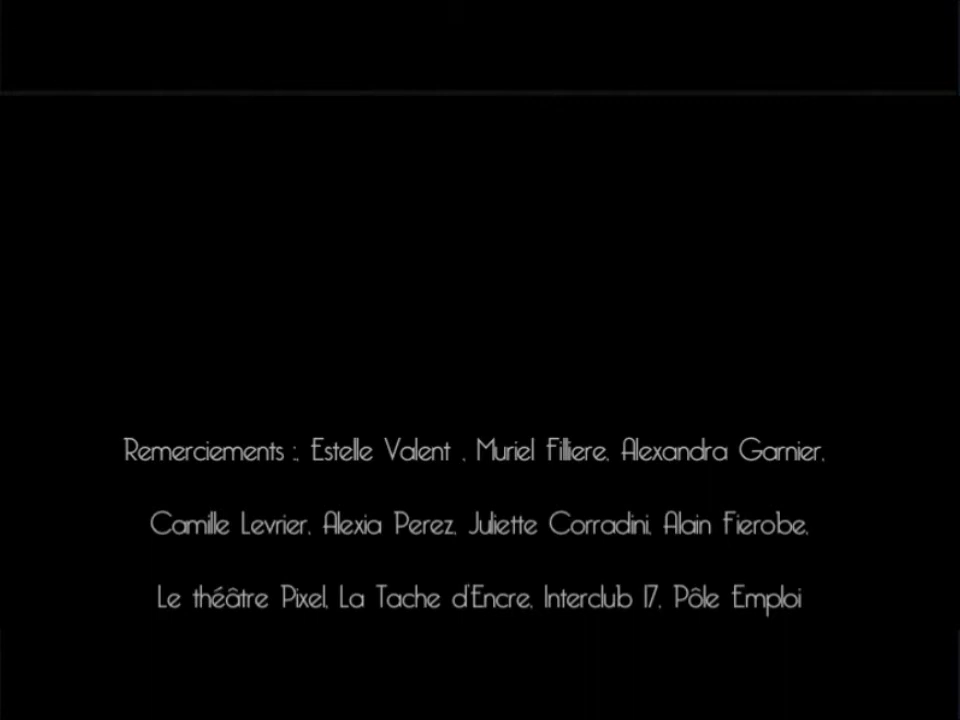 Remerciements :, Estelle Valent , Muriel Filliere, Alexandra Garnier,
Camille Levrier, Alexia Perez, Juliette Corradini, Alain Fierobe,
Le théâtre Pixel, La Tache d'Encre, Interclub 17, Pôle Emploi